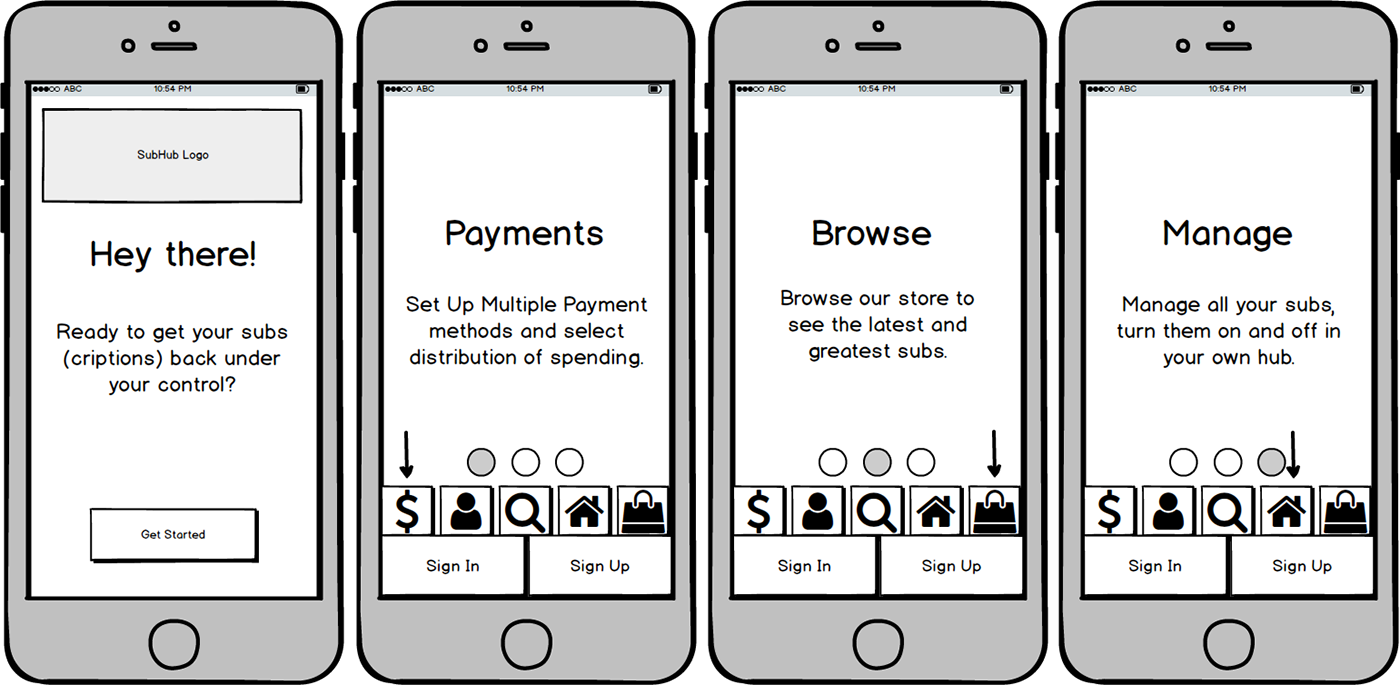 ABC 10:54 PM
SubHub Logo
Hey there!
Ready to get your subs
(criptions) back under
your control?
Get Started
ABC 10:54 PM
Payments
Set Up Multiple Payment
methods and select
distribution of spending.
$
Sign In Sign Up
ABC 10:54 PM
Browse
Browse our store to
see the latest and
greatest subs.
$
Sign In Sign Up
ABC 10:54 PM
Manage
Manage all your subs,
turn them on and off in
your own hub.
$
Sign In Sign Up